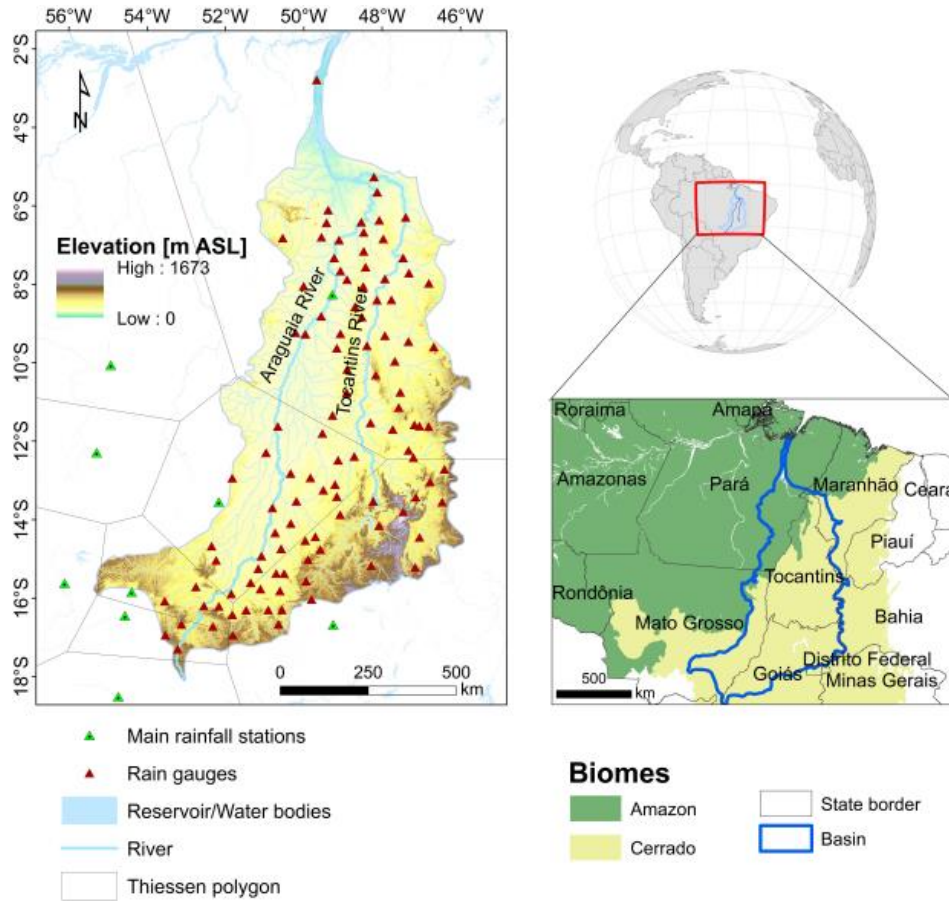 56°W 54°W 52°W 50°W 48°W 46°W
2°S
4°S
6°S
8°S
10°S
12°S
14°S
16°S
18°S
N
Elevation [m ASL]
High : 1673
Low : 0
Araguaia River
Tocantins River
0 250 500
km
Main rainfall stations
Rain gauges
Reservoir/Water bodies
River
Thiessen polygon
Roraima
Amapá
Amazonas
Pará
Maranhão
Ceará
Piauí
Tocantins
Rondônia
Bahia
Mato Grosso
Distrito Federal
Goiás
Minas Gerais
500
km
Biomes
Amazon
Cerrado
State border
Basin